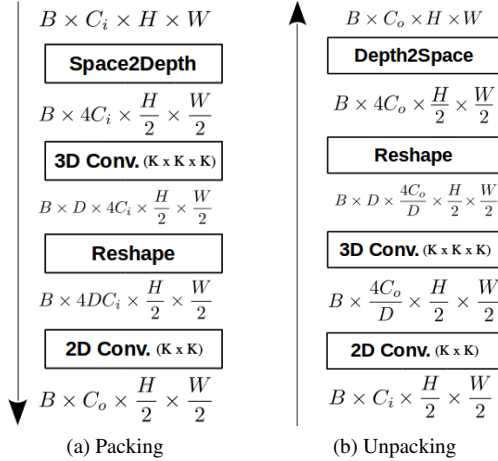 B × C_i × H × W
Space2Depth
B × 4C_i × H/2 × W/2
3D Conv. (K x K x K)
B × D × 4C_i × H/2 × W/2
Reshape
B × 4DC_i × H/2 × W/2
2D Conv. (K x K)
B × C_o × H/2 × W/2
(a) Packing
B × C_o × H × W
Depth2Space
B × 4C_o × H/2 × W/2
Reshape
B × D × 4C_o/D × H/2 × W/2
3D Conv. (K x K x K)
B × 4C_o/D × H/2 × W/2
2D Conv. (K x K)
B × C_i × H/2 × W/2
(b) Unpacking